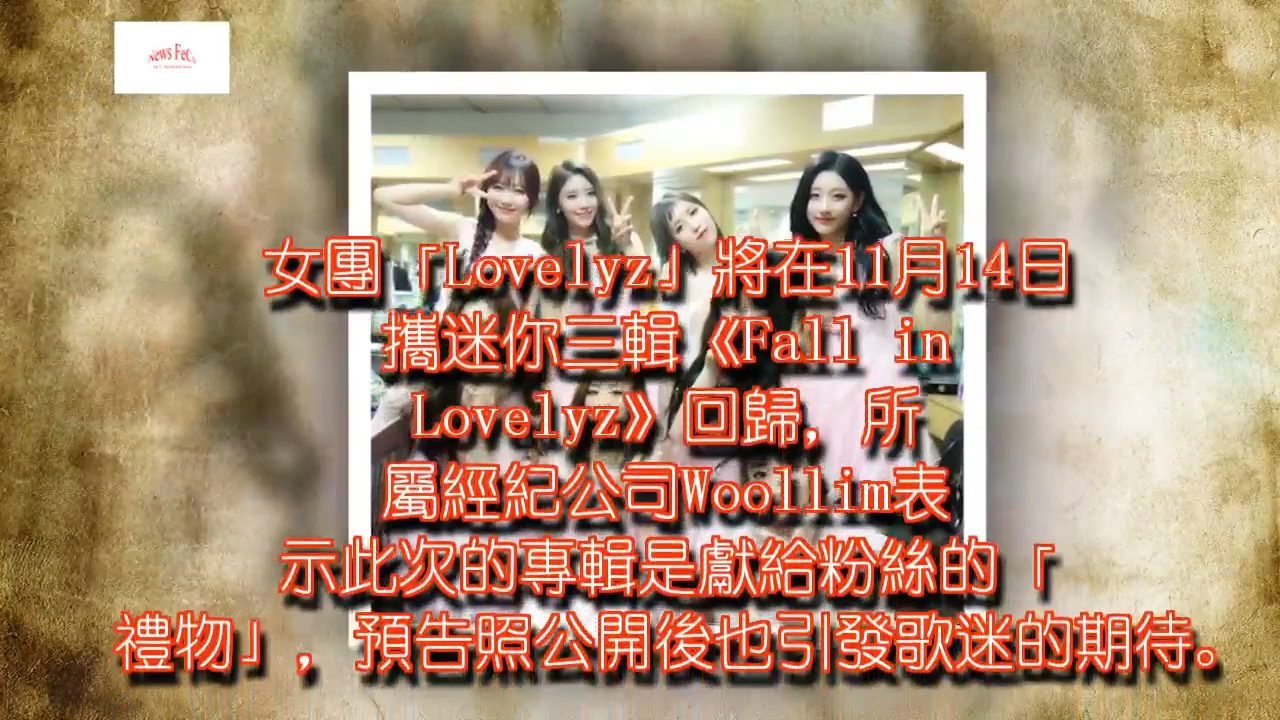 News Fec
女團「Lovelyz」將在11月14日
攜迷你三輯《Fall in
Lovelyz》回歸，所
屬經紀公司Woollim表
示此次的專輯是獻給粉絲的「
禮物」，預告照公開後也引發歌迷的期待。